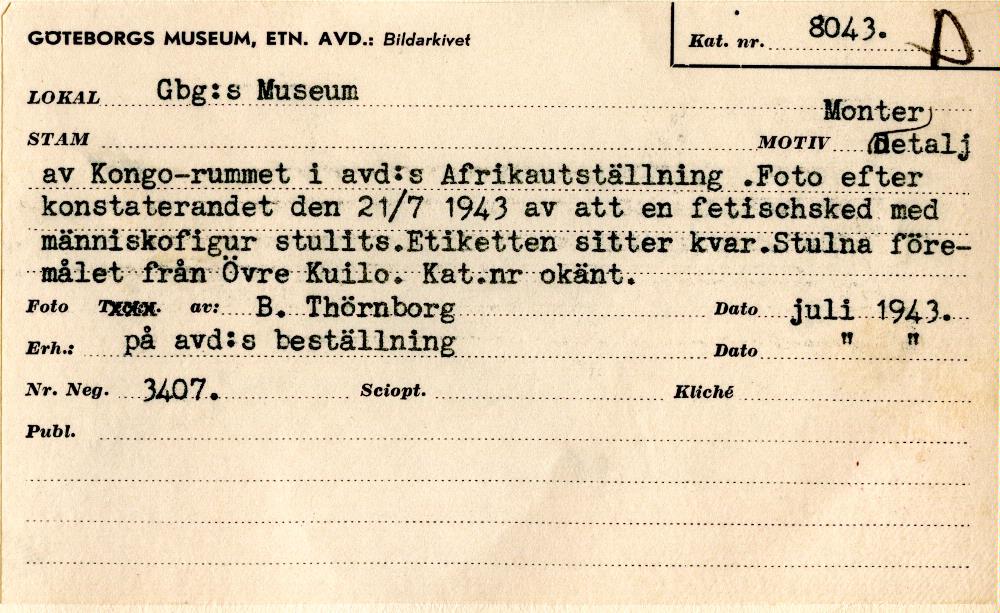 GÖTEBORGS MUSEUM, ETN. AVD.: Bildarkivet
Kat. nr. 8043. D
LOKAL Gbg:s Museum
Monter
STAM MOTIV detalj
av Kongo-rummet i avd:s Afrikautställning .Foto efter
konstaterandet den 21/7 1943 av att en fetischsked med
människofigur stulits.Etiketten sitter kvar.Stulna före-
målet från Övre Kuilo. Kat.nr okänt.
Foto av: B. Thörnborg Dato juli 1943.
Erh.: på avd:s beställning Dato " "
Nr. Neg. 3407. Sciopt. Kliché
Publ.